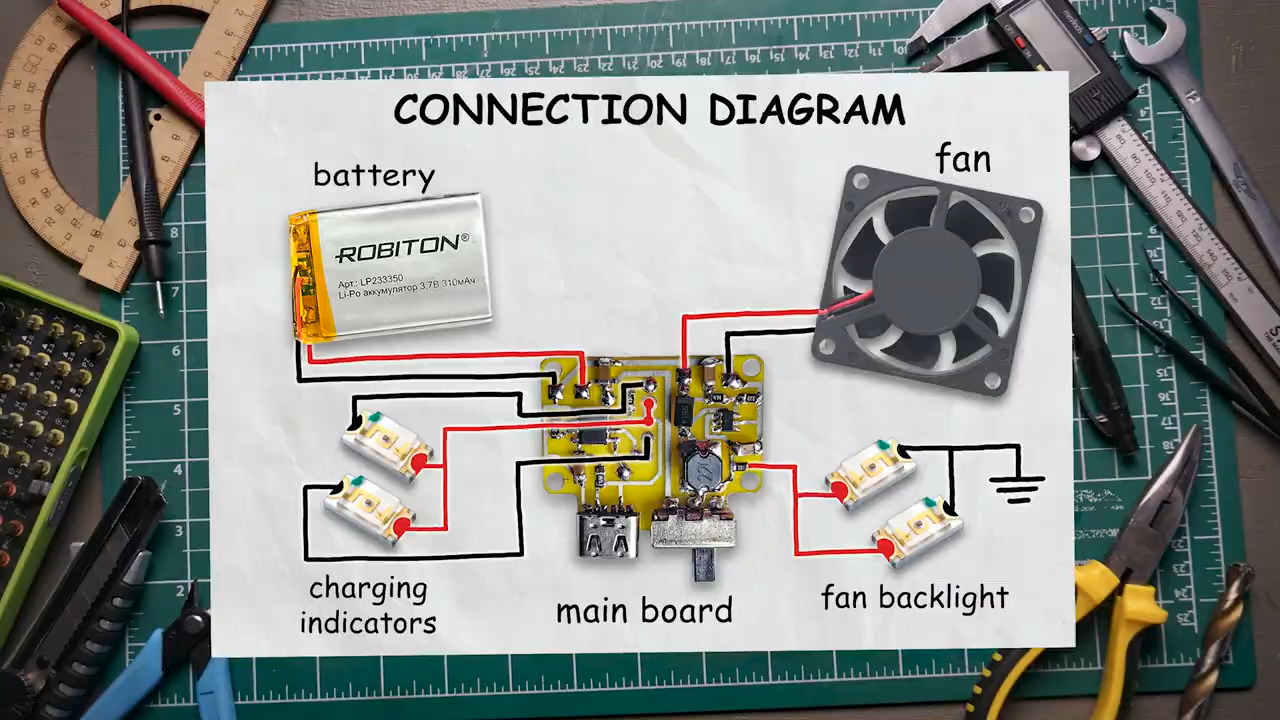 CONNECTION DIAGRAM
battery
fan
ROBITON®
Арт.: LP233350
Li-Po аккумулятор 3,7В 310мАч
charging
indicators
main board
fan backlight